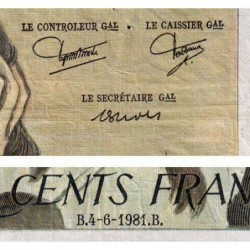 LE CONTROLEUR GAL LE CAISSIER GAL
LE SECRÉTAIRE GAL
CENTS FRAN
B.4-6-1981.B.